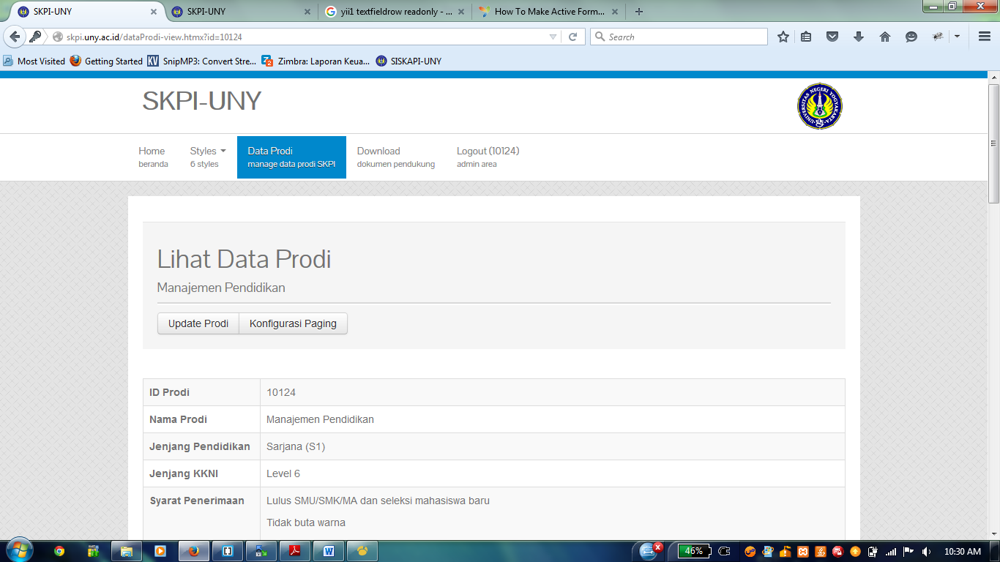 SKPI-UNY
SKPI-UNY
yii1 textfieldrow readonly - ...
How To Make Active Form...
skpi.uny.ac.id/dataProdi-view.htmx?id=10124
Search
Most Visited
Getting Started
SnipMP3: Convert Stre...
Zimbra: Laporan Keua...
SISKAPI-UNY
SKPI-UNY
UNIVERSITAS NEGERI YOGYAKARTA
Home
beranda
Styles
6 styles
Data Prodi
manage data prodi SKPI
Download
dokumen pendukung
Logout (10124)
admin area
Lihat Data Prodi
Manajemen Pendidikan
Update Prodi
Konfigurasi Paging
ID Prodi 10124
Nama Prodi Manajemen Pendidikan
Jenjang Pendidikan Sarjana (S1)
Jenjang KKNI Level 6
Syarat Penerimaan Lulus SMU/SMK/MA dan seleksi mahasiswa baru
Tidak buta warna
46%
10:30 AM